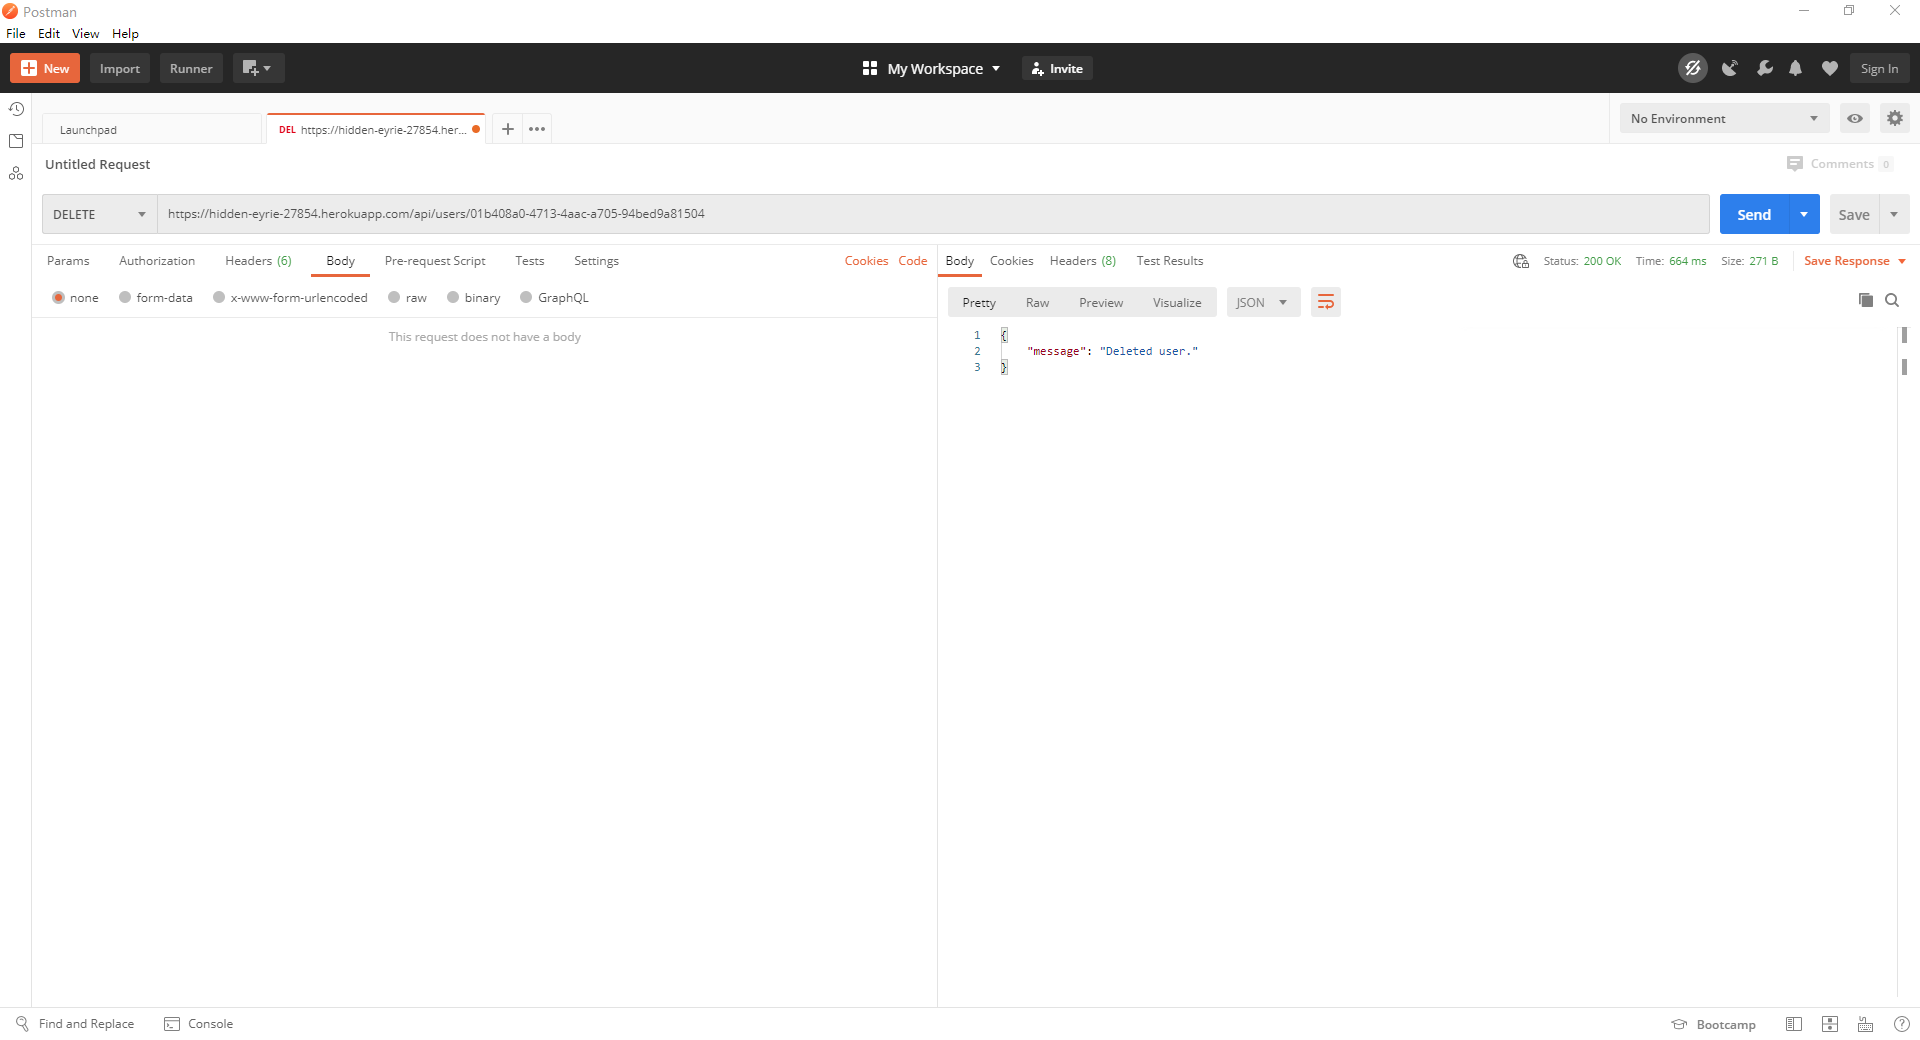 Postman
File Edit View Help
New Import Runner My Workspace Invite Sign In
Launchpad DEL https://hidden-eyrie-27854.her... No Environment
Untitled Request Comments 0
DELETE https://hidden-eyrie-27854.herokuapp.com/api/users/01b408a0-4713-4aac-a705-94bed9a81504 Send Save
Params Authorization Headers (6) Body Pre-request Script Tests Settings Cookies Code
none form-data x-www-form-urlencoded raw binary GraphQL
This request does not have a body
Body Cookies Headers (8) Test Results Status: 200 OK Time: 664 ms Size: 271 B Save Response
Pretty Raw Preview Visualize JSON
1 {
2 "message": "Deleted user."
3 }
Find and Replace Console Bootcamp